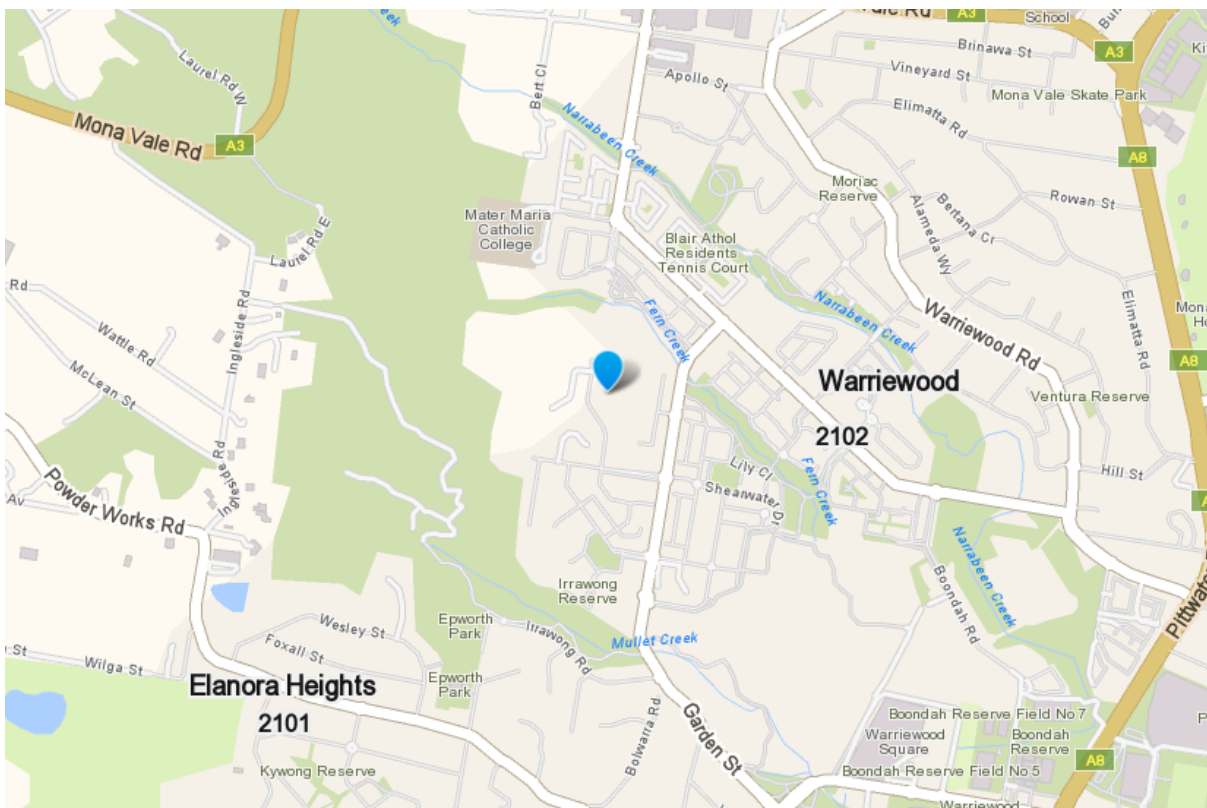 A3
School
Laurel Rd W
Brinawa St
A3
Vineyard St
Apollo St
Bert Cl
Mona Vale Skate Park
Mona Vale Rd
A3
Narrabeen Creek
Elimatta Rd
A8
Moriac
Reserve
Rowan St
Bertana Cr
Alameda Wy
Mater Maria
Catholic
College
Laurel Rd E
Blair Athol
Residents
Tennis Court
Rd
Wattle Rd
Ingleside Rd
Fern Creek
Narrabeen Creek
Warriewood Rd
Elimatta Rd
A8
McLean St
Warriewood
2102
Ventura Reserve
Ingleside Rd
Powder Works Rd
Av
Lily Cl
Shearwater Dr
Fern Creek
Hill St
Narrabeen Creek
Boondah Rd
Irrawong
Reserve
Epworth
Park
Irrawong Rd
Mullet Creek
Wesley St
Foxall St
Wilga St
Epworth
Park
Elanora Heights
2101
Bolwarra Rd
Garden St
Boondah Reserve Field No 7
Warriewood
Square
Boondah
Reserve
A8
Kywong Reserve
Boondah Reserve Field No 5